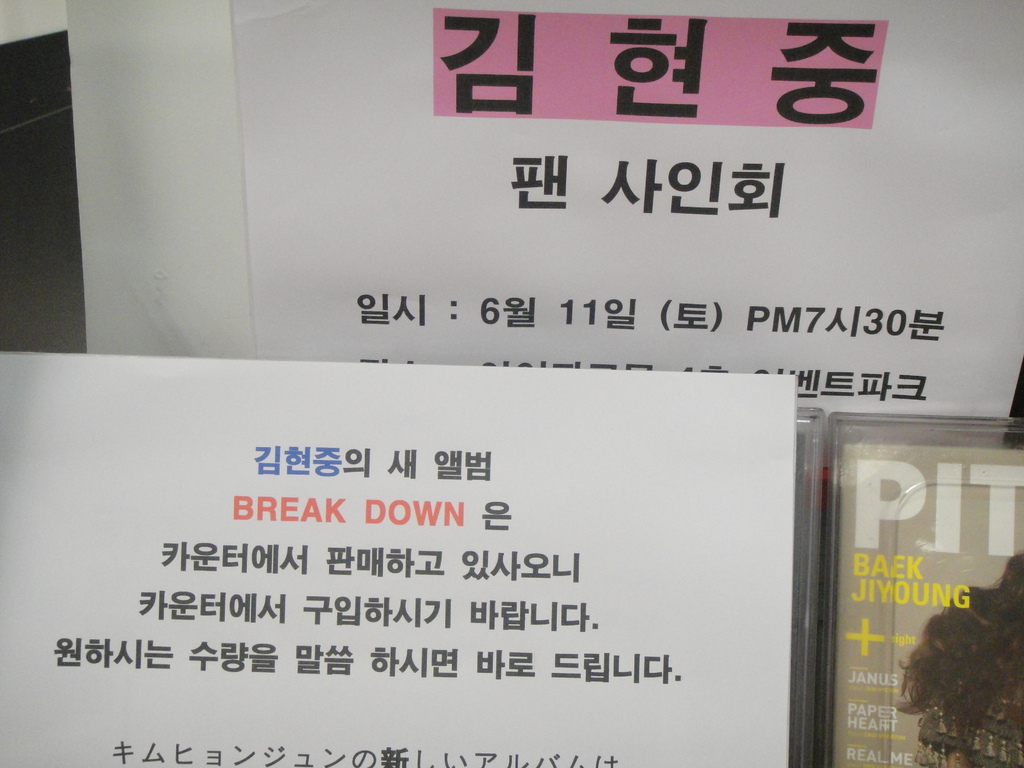 김 현 중
팬 사인회
일시 : 6월 11일 (토) PM7시30분
이벤트파크
김현중의 새 앨범
BREAK DOWN 은
카운터에서 판매하고 있사오니
카운터에서 구입하시기 바랍니다.
원하시는 수량을 말씀 하시면 바로 드립니다.
キムヒョンジュンの新しいアルバムは
PIT
BAEK
JIYOUNG
+ eight
JANUS
PAPER
HEART
REAL.ME